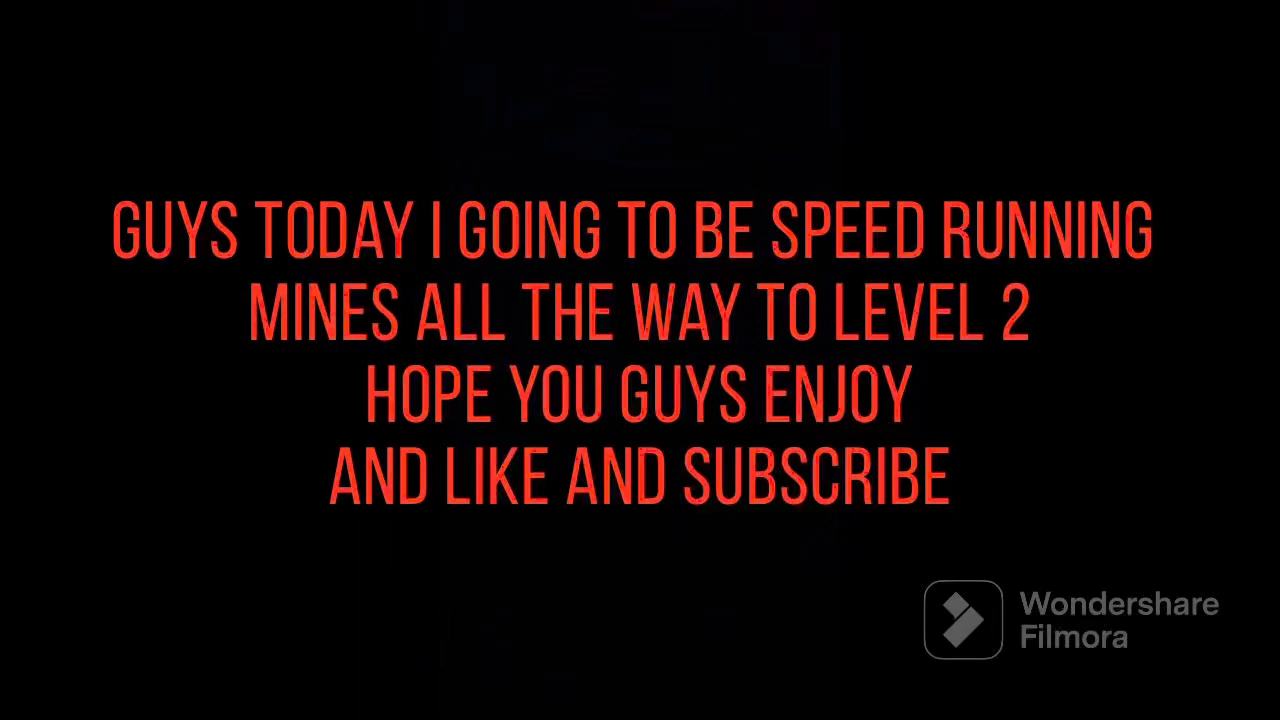 GUYS TODAY I GOING TO BE SPEED RUNNING
MINES ALL THE WAY TO LEVEL 2
HOPE YOU GUYS ENJOY
AND LIKE AND SUBSCRIBE
Wondershare
Filmora